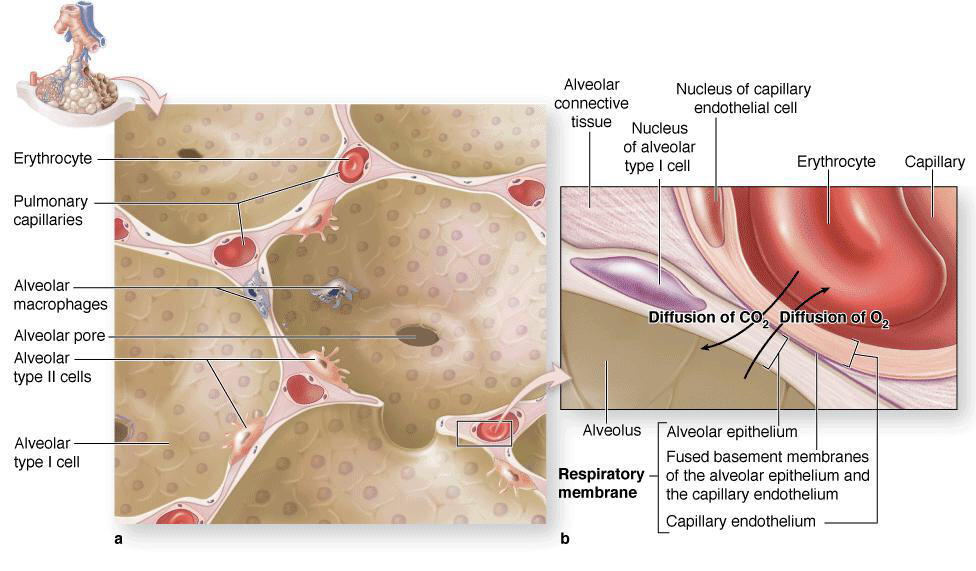 Erythrocyte
Pulmonary
capillaries
Alveolar
macrophages
Alveolar pore
Alveolar
type II cells
Alveolar
type I cell
a
Alveolar
connective
tissue
Nucleus
of alveolar
type I cell
Nucleus of capillary
endothelial cell
Erythrocyte
Capillary
Diffusion of CO2
Diffusion of O2
Alveolus
Respiratory
membrane
Alveolar epithelium
Fused basement membranes
of the alveolar epithelium and
the capillary endothelium
Capillary endothelium
b